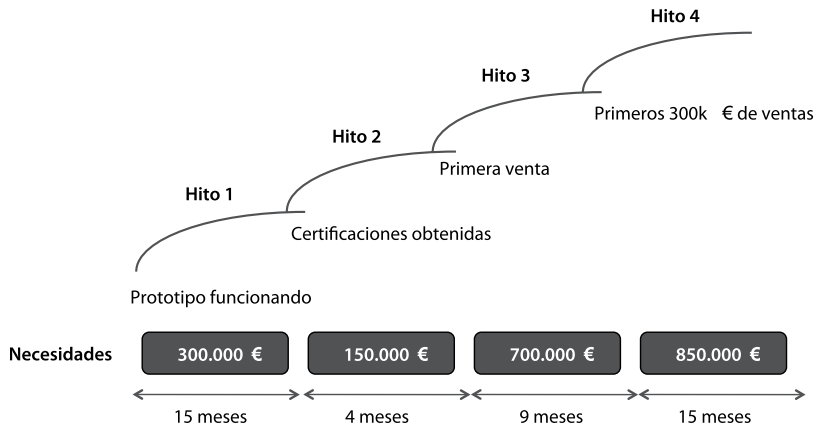 Hito 4
Hito 3
Primeros 300k € de ventas
Hito 2
Primera venta
Hito 1
Certificaciones obtenidas
Prototipo funcionando
Necesidades 300.000 € 150.000 € 700.000 € 850.000 €
15 meses 4 meses 9 meses 15 meses